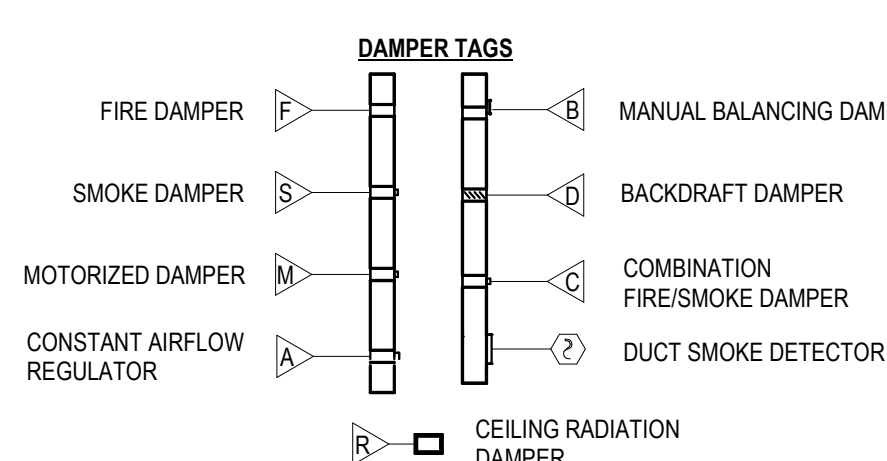 DAMPER TAGS
FIRE DAMPER F
B MANUAL BALANCING DAM
SMOKE DAMPER S
D BACKDRAFT DAMPER
MOTORIZED DAMPER M
C COMBINATION
FIRE/SMOKE DAMPER
CONSTANT AIRFLOW
REGULATOR A
DUCT SMOKE DETECTOR
R CEILING RADIATION
DAMPER